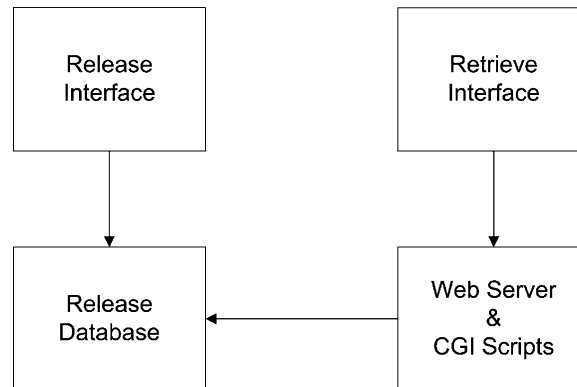 Release
Interface
Retrieve
Interface
Release
Database
Web Server
&
CGI Scripts